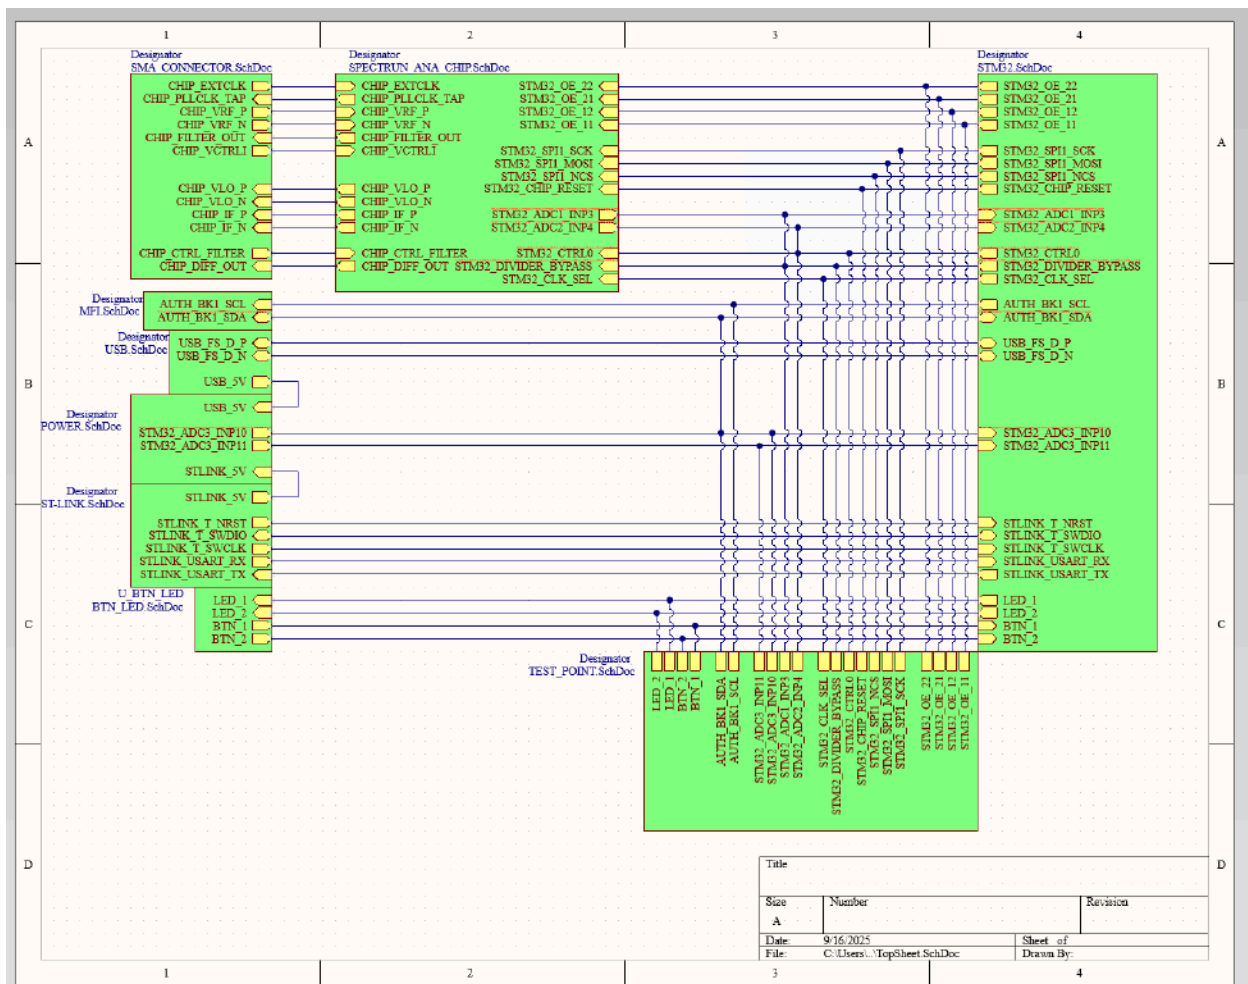 1 2 3 4
A
B
C
D
Designator
SMA_CONNECTOR.SchDoc
CHIP_EXTCLK
CHIP_PLLCLK_TAP
CHIP_VRF_P
CHIP_VRF_N
CHIP_FILTER_OUT
CHIP_VCTRLI
CHIP_VLO_P
CHIP_VLO_N
CHIP_IF_P
CHIP_IF_N
CHIP_CTRL_FILTER
CHIP_DIFF_OUT
Designator
SPECTRUN_ANA_CHIP.SchDoc
CHIP_EXTCLK STM32_OE_22
CHIP_PLLCLK_TAP STM32_OE_21
CHIP_VRF_P STM32_OE_12
CHIP_VRF_N STM32_OE_11
CHIP_FILTER_OUT
CHIP_VCTRLI STM32_SPI1_SCK
STM32_SPI1_MOSI
STM32_SPI1_NCS
CHIP_VLO_P STM32_CHIP_RESET
CHIP_VLO_N
CHIP_IF_P STM32_ADC1_INP3
CHIP_IF_N STM32_ADC2_INP4
CHIP_CTRL_FILTER STM32_CTRL0
CHIP_DIFF_OUT STM32_DIVIDER_BYPASS
STM32_CLK_SEL
Designator
STM32.SchDoc
STM32_OE_22
STM32_OE_21
STM32_OE_12
STM32_OE_11
STM32_SPI1_SCK
STM32_SPI1_MOSI
STM32_SPI1_NCS
STM32_CHIP_RESET
STM32_ADC1_INP3
STM32_ADC2_INP4
STM32_CTRL0
STM32_DIVIDER_BYPASS
STM32_CLK_SEL
AUTH_BK1_SCL
AUTH_BK1_SDA
USB_FS_D_P
USB_FS_D_N
STM32_ADC3_INP10
STM32_ADC3_INP11
STLINK_T_NRST
STLINK_T_SWDIO
STLINK_T_SWCLK
STLINK_USART_RX
STLINK_USART_TX
LED_1
LED_2
BTN_1
BTN_2
Designator
MFI.SchDoc
AUTH_BK1_SCL
AUTH_BK1_SDA
Designator
USB.SchDoc
USB_FS_D_P
USB_FS_D_N
USB_5V
Designator
POWER.SchDoc
USB_5V
STM32_ADC3_INP10
STM32_ADC3_INP11
STLINK_5V
Designator
ST-LINK.SchDoc
STLINK_5V
STLINK_T_NRST
STLINK_T_SWDIO
STLINK_T_SWCLK
STLINK_USART_RX
STLINK_USART_TX
U_BTN_LED
BTN_LED.SchDoc
LED_1
LED_2
BTN_1
BTN_2
Designator
TEST_POINT.SchDoc
LED_2
LED_1
BTN_2
BTN_1
AUTH_BK1_SDA
AUTH_BK1_SCL
STM32_ADC3_INP11
STM32_ADC3_INP10
STM32_ADC1_INP3
STM32_ADC2_INP4
STM32_CLK_SEL
STM32_DIVIDER_BYPASS
STM32_CTRL0
STM32_CHIP_RESET
STM32_SPI1_NCS
STM32_SPI1_MOSI
STM32_SPI1_SCK
STM32_OE_22
STM32_OE_21
STM32_OE_12
STM32_OE_11
A
B
C
D
Title
Size Number Revision
A
Date: 9/16/2025 Sheet of
File: C:\Users\..\TopSheet.SchDoc Drawn By:
1 2 3 4